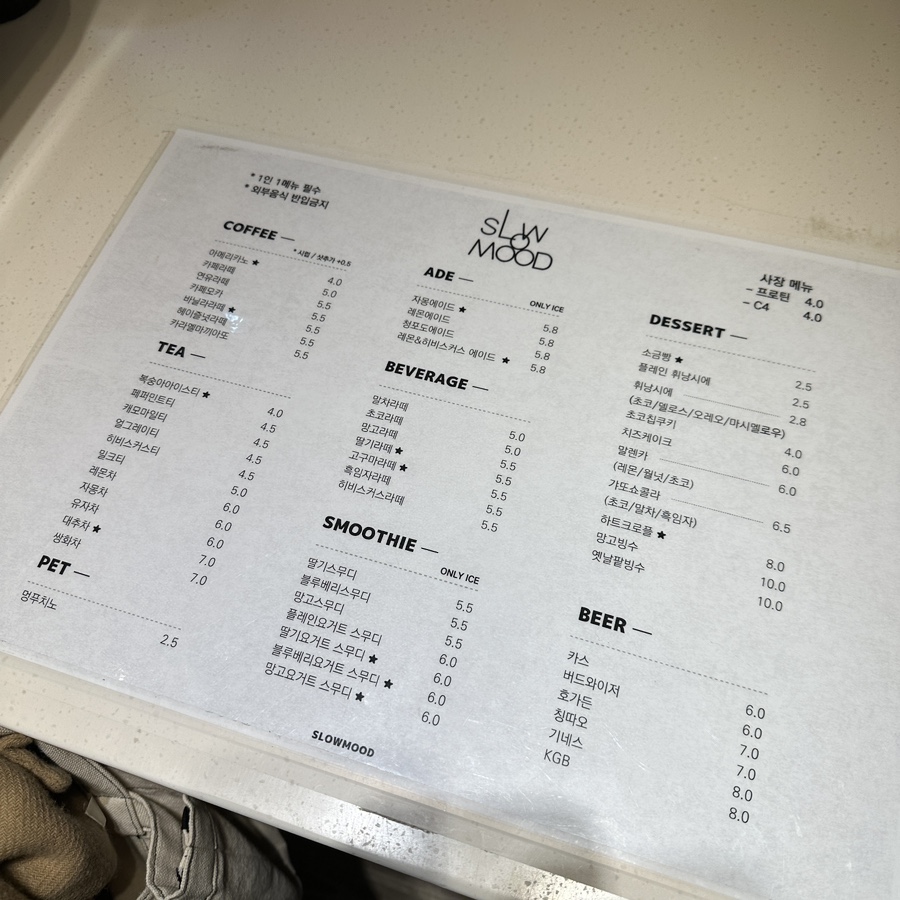 * 1인 1메뉴 필수
* 외부음식 반입금지
COFFEE —
* 시럽 / 샷추가 +0.5
아메리카노 ★ 4.0
카페라떼 5.0
연유라떼 5.5
카페모카 5.5
바닐라라떼 ★ 5.5
헤이즐넛라떼 5.5
카라멜마끼아또 5.5
TEA —
복숭아아이스티 ★ 4.0
페퍼민트티 4.5
캐모마일티 4.5
얼그레이티 4.5
히비스커스티 4.5
밀크티 5.0
레몬차 6.0
자몽차 6.0
유자차 6.0
대추차 ★ 7.0
쌍화차 7.0
PET —
멍푸치노 2.5
SLOW
MOOD
ADE —
ONLY ICE
자몽에이드 ★ 5.8
레몬에이드 5.8
청포도에이드 5.8
레몬&히비스커스 에이드 ★ 5.8
BEVERAGE —
말차라떼 5.0
초코라떼 5.0
망고라떼 5.5
딸기라떼 ★ 5.5
고구마라떼 ★ 5.5
흑임자라떼 5.5
히비스커스라떼 5.5
SMOOTHIE —
ONLY ICE
딸기스무디 5.5
블루베리스무디 5.5
망고스무디 5.5
플레인요거트 스무디 6.0
딸기요거트 스무디 ★ 6.0
블루베리요거트 스무디 ★ 6.0
망고요거트 스무디 ★ 6.0
SLOWMOOD
사장 메뉴
- 프로틴 4.0
- C4 4.0
DESSERT —
소금빵 ★ 2.5
플레인 휘낭시에 2.5
휘낭시에 2.8
(초코/델로스/오레오/마시멜로우)
초코칩쿠키 4.0
치즈케이크 6.0
말렌카 6.0
(레몬/월넛/초코)
갸또쇼콜라 6.5
(초코/말차/흑임자)
하트크로플 ★ 8.0
망고빙수 10.0
옛날팥빙수 10.0
BEER —
카스 6.0
버드와이저 6.0
호가든 7.0
칭따오 7.0
기네스 8.0
KGB 8.0